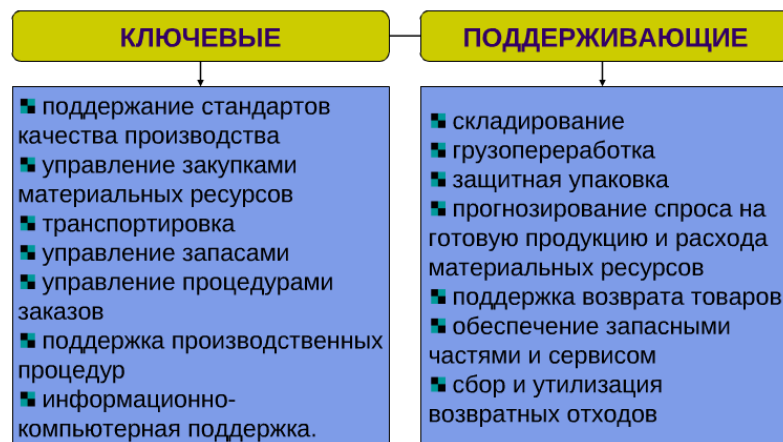 КЛЮЧЕВЫЕ
поддержание стандартов
качества производства
управление закупками
материальных ресурсов
транспортировка
управление запасами
управление процедурами
заказов
поддержка производственных
процедур
информационно-
компьютерная поддержка.
ПОДДЕРЖИВАЮЩИЕ
складирование
грузопереработка
защитная упаковка
прогнозирование спроса на
готовую продукцию и расхода
материальных ресурсов
поддержка возврата товаров
обеспечение запасными
частями и сервисом
сбор и утилизация
возвратных отходов